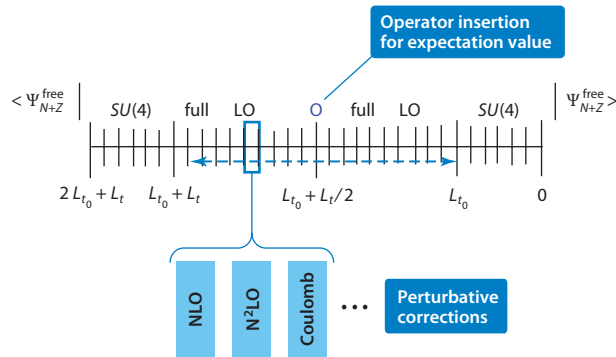 Operator insertion
for expectation value
< Ψ^free_N+Z | SU(4) full LO O full LO SU(4) | Ψ^free_N+Z >
2 L_t₀ + L_t L_t₀ + L_t L_t₀ + L_t/2 L_t₀ 0
NLO
N²LO
Coulomb
•••
Perturbative
corrections